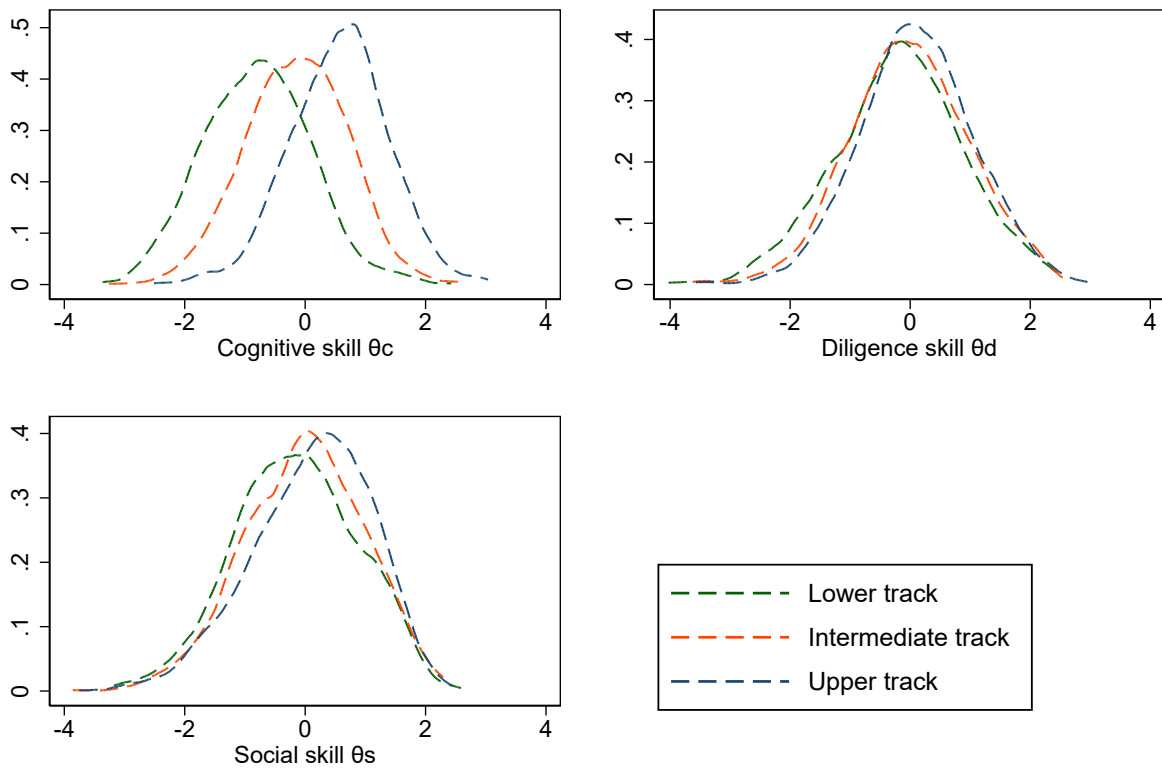 .5
.4
.3
.2
.1
0
-4 -2 0 2 4
Cognitive skill θc
.4
.3
.2
.1
0
-4 -2 0 2 4
Diligence skill θd
.4
.3
.2
.1
0
-4 -2 0 2 4
Social skill θs
Lower track
Intermediate track
Upper track